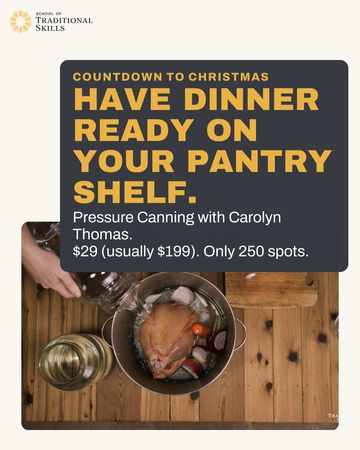 SCHOOL OF
TRADITIONAL
SKILLS
COUNTDOWN TO CHRISTMAS
HAVE DINNER
READY ON
YOUR PANTRY
SHELF.
Pressure Canning with Carolyn
Thomas.
$29 (usually $199). Only 250 spots.